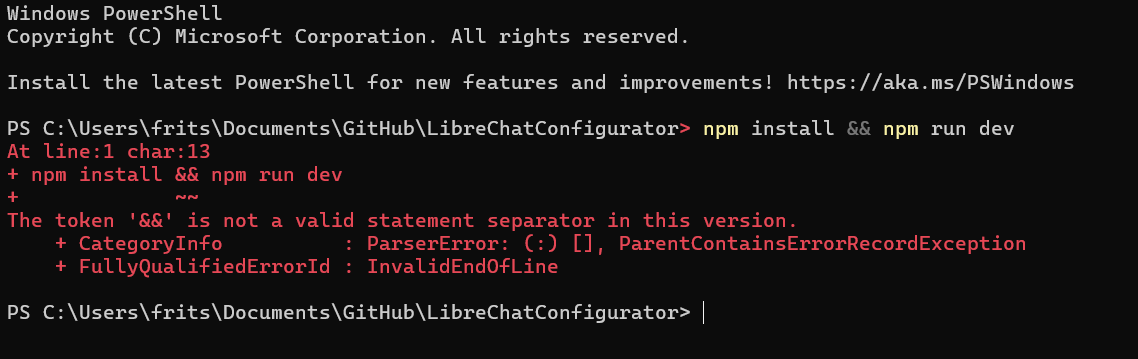 Windows PowerShell
Copyright (C) Microsoft Corporation. All rights reserved.
Install the latest PowerShell for new features and improvements! https://aka.ms/PSWindows
PS C:\Users\frits\Documents\GitHub\LibreChatConfigurator> npm install && npm run dev
At line:1 char:13
+ npm install && npm run dev
+             ~~
The token '&&' is not a valid statement separator in this version.
    + CategoryInfo          : ParserError: (:) [], ParentContainsErrorRecordException
    + FullyQualifiedErrorId : InvalidEndOfLine
PS C:\Users\frits\Documents\GitHub\LibreChatConfigurator>